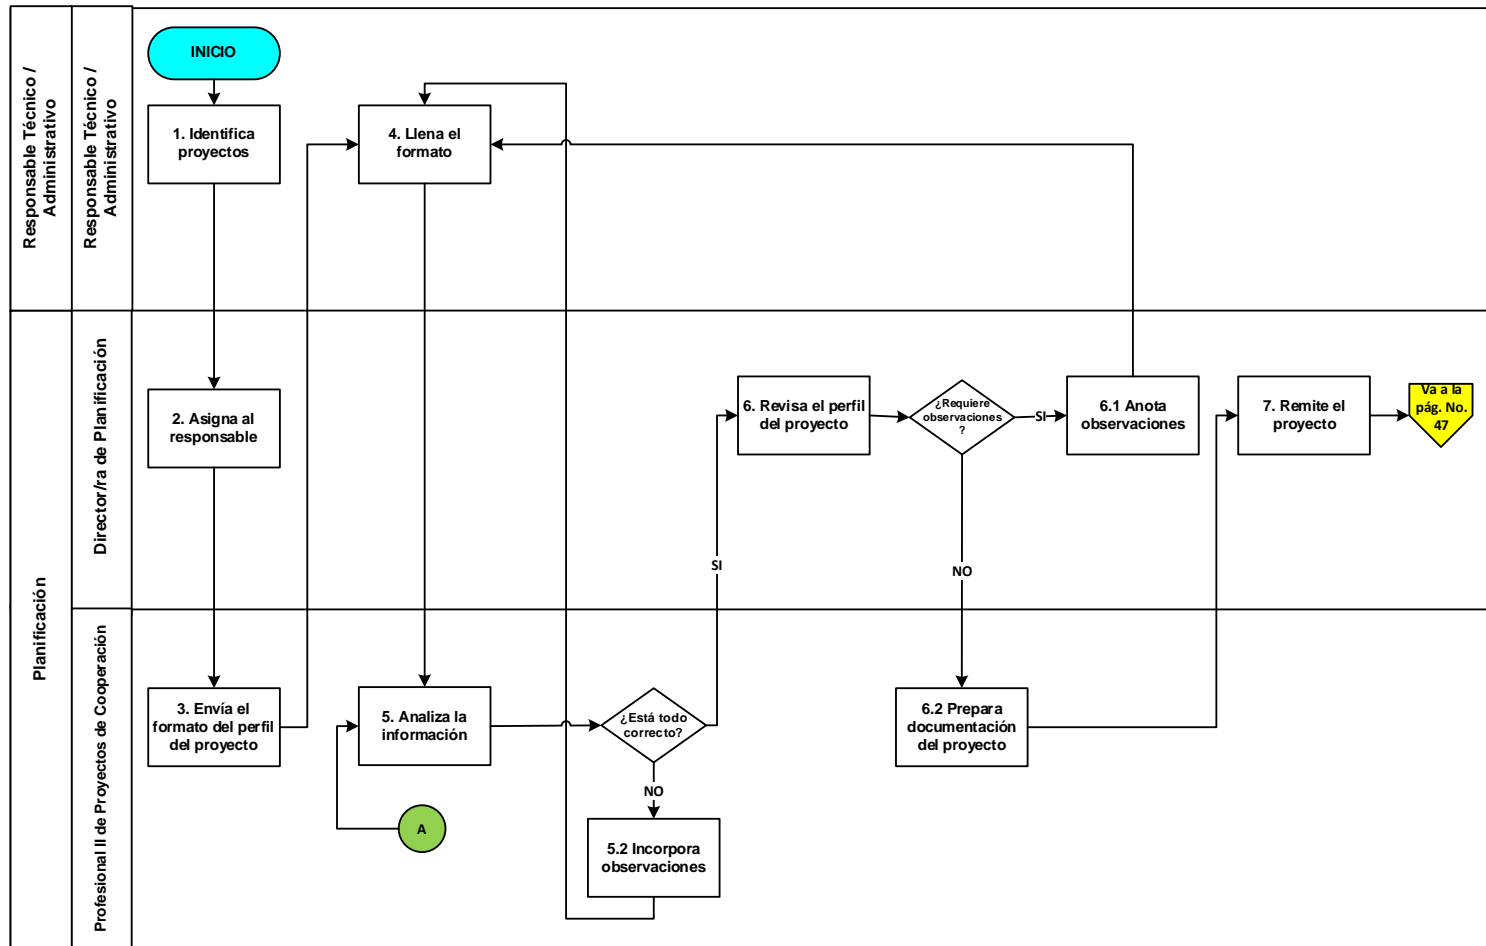 Responsable Técnico /
Administrativo
Responsable Técnico /
Administrativo
INICIO
1. Identifica
proyectos
4. Llena el
formato
Planificación
Director/ra de Planificación
2. Asigna al
responsable
6. Revisa el perfil
del proyecto
¿Requiere
observaciones
?
SI
6.1 Anota
observaciones
7. Remite el
proyecto
Va a la
pág. No.
47
SI
NO
Profesional II de Proyectos de Cooperación
3. Envía el
formato del perfil
del proyecto
5. Analiza la
información
¿Está todo
correcto?
6.2 Prepara
documentación
del proyecto
NO
A
5.2 Incorpora
observaciones